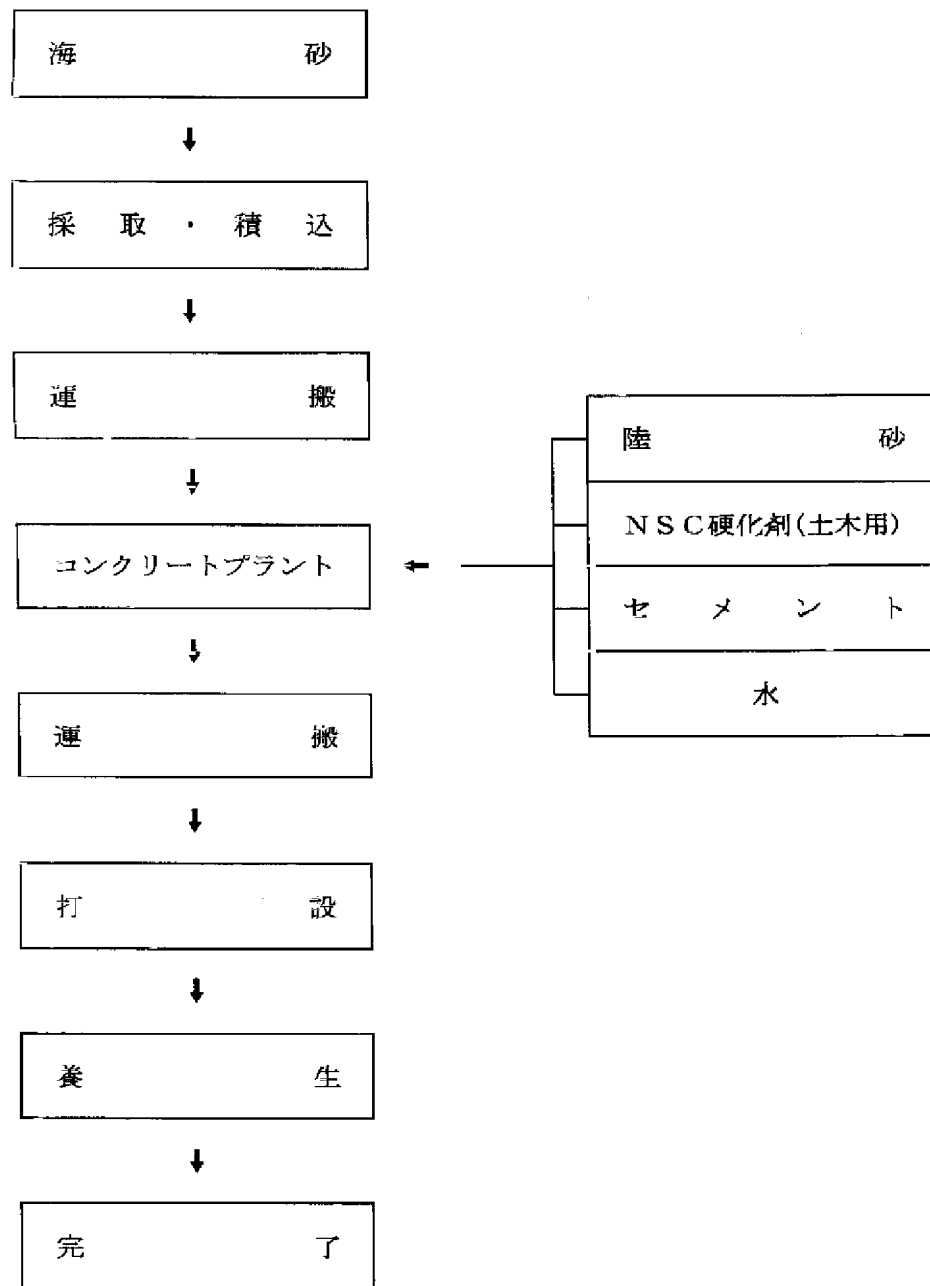 海砂
採取・積込
運搬
コンクリートプラント
陸砂
NSC硬化剤(土木用)
セメント
水
運搬
打設
養生
完了